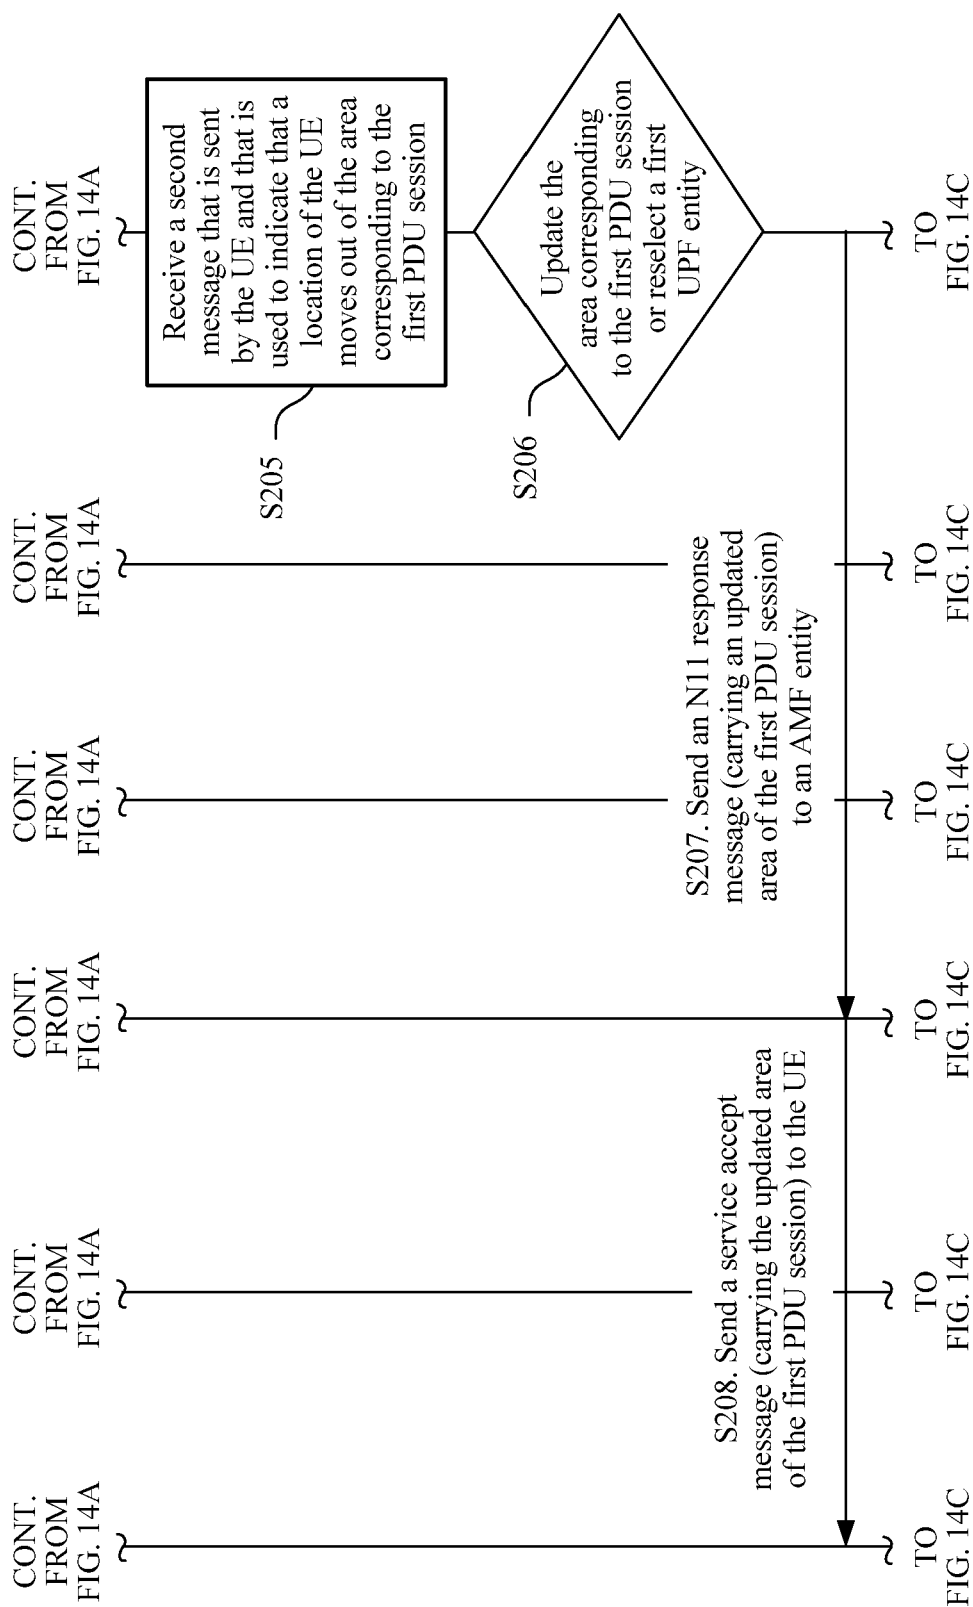 CONT.
FROM
FIG. 14A
CONT.
FROM
FIG. 14A
CONT.
FROM
FIG. 14A
CONT.
FROM
FIG. 14A
CONT.
FROM
FIG. 14A
CONT.
FROM
FIG. 14A
Receive a second
message that is sent
by the UE and that is
used to indicate that a
location of the UE
moves out of the area
corresponding to the
first PDU session
S205
Update the
area corresponding
to the first PDU session
or reselect a first
UPF entity
S206
S207. Send an N11 response
message (carrying an updated
area of the first PDU session)
to an AMF entity
S208. Send a service accept
message (carrying the updated area
of the first PDU session) to the UE
TO
FIG. 14C
TO
FIG. 14C
TO
FIG. 14C
TO
FIG. 14C
TO
FIG. 14C
TO
FIG. 14C